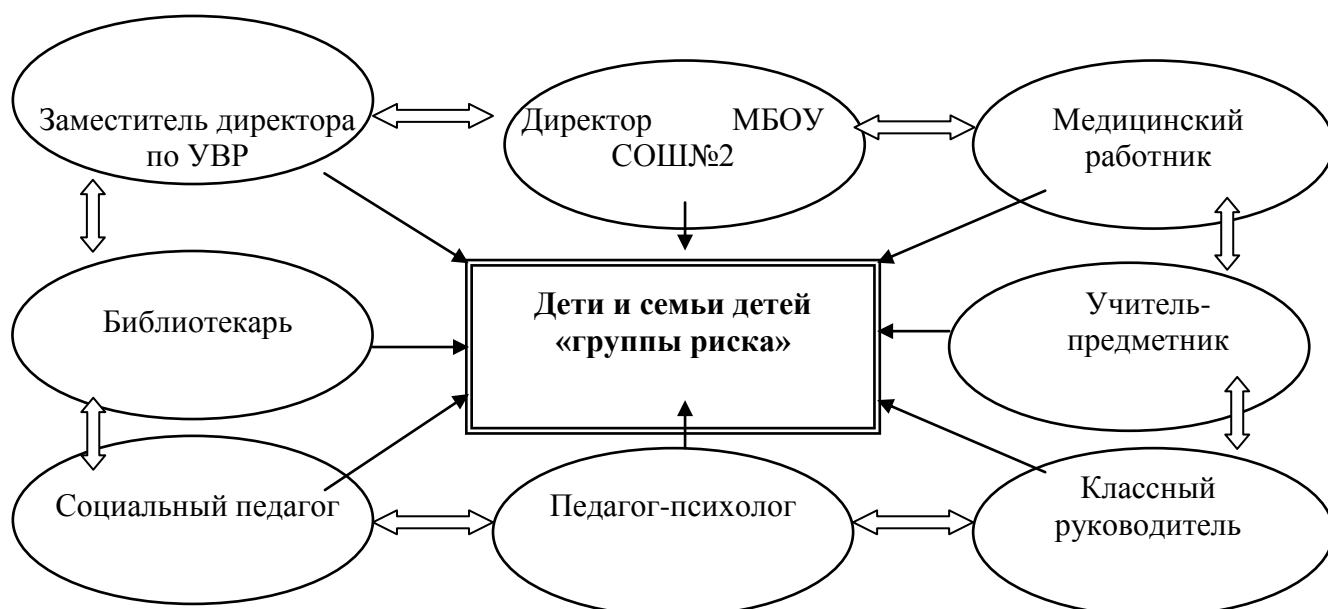 Заместитель директора
по УВР
Директор МБОУ
СОШ№2
Медицинский
работник
Библиотекарь
Дети и семьи детей
«группы риска»
Учитель-
предметник
Социальный педагог
Педагог-психолог
Классный
руководитель